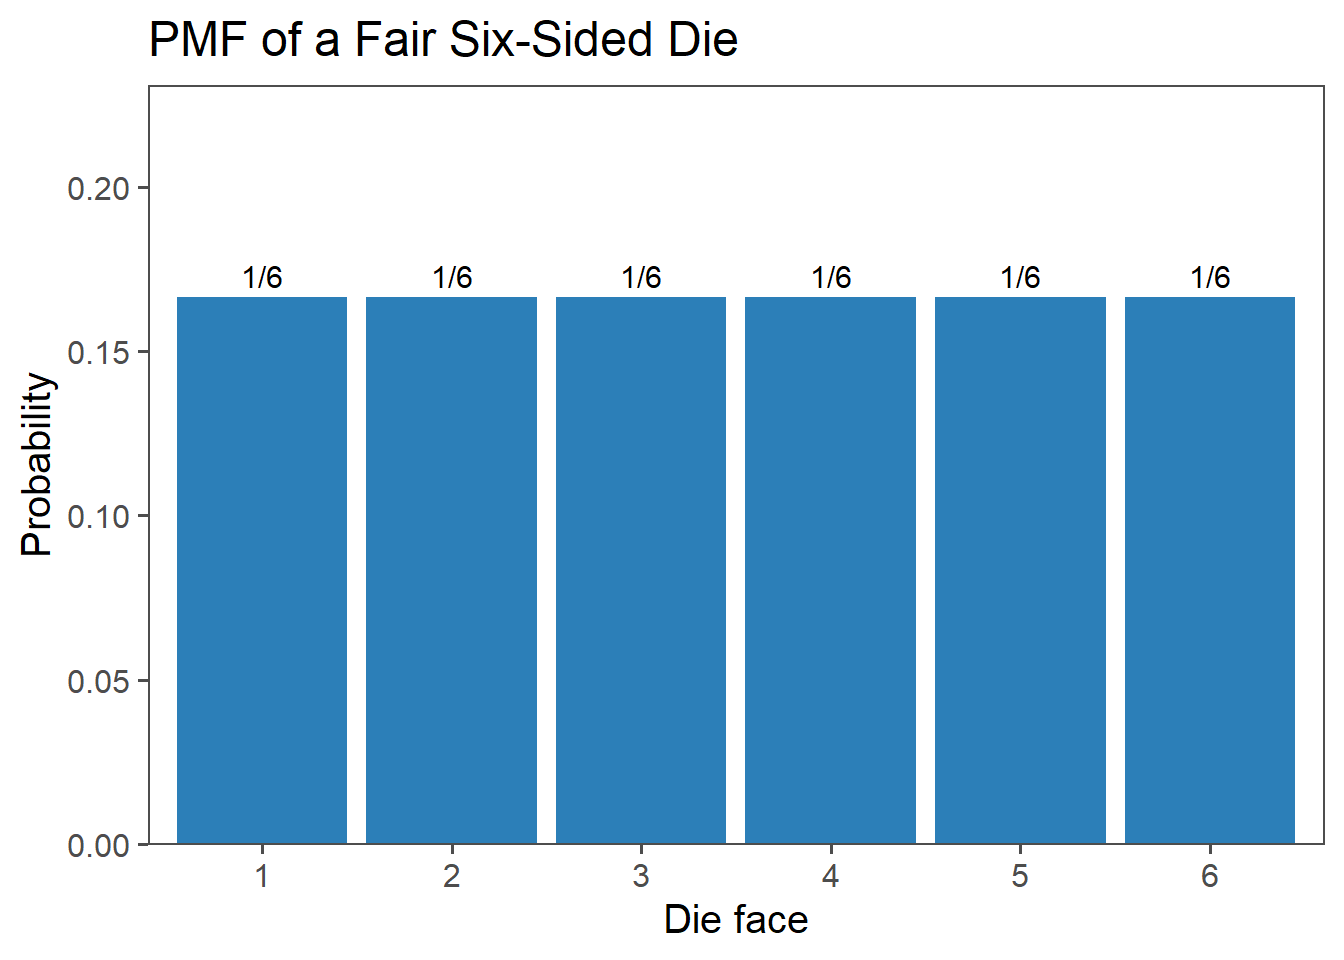 PMF of a Fair Six-Sided Die
0.20
0.15
0.10
0.05
0.00
Probability
1/6 1/6 1/6 1/6 1/6 1/6
1 2 3 4 5 6
Die face